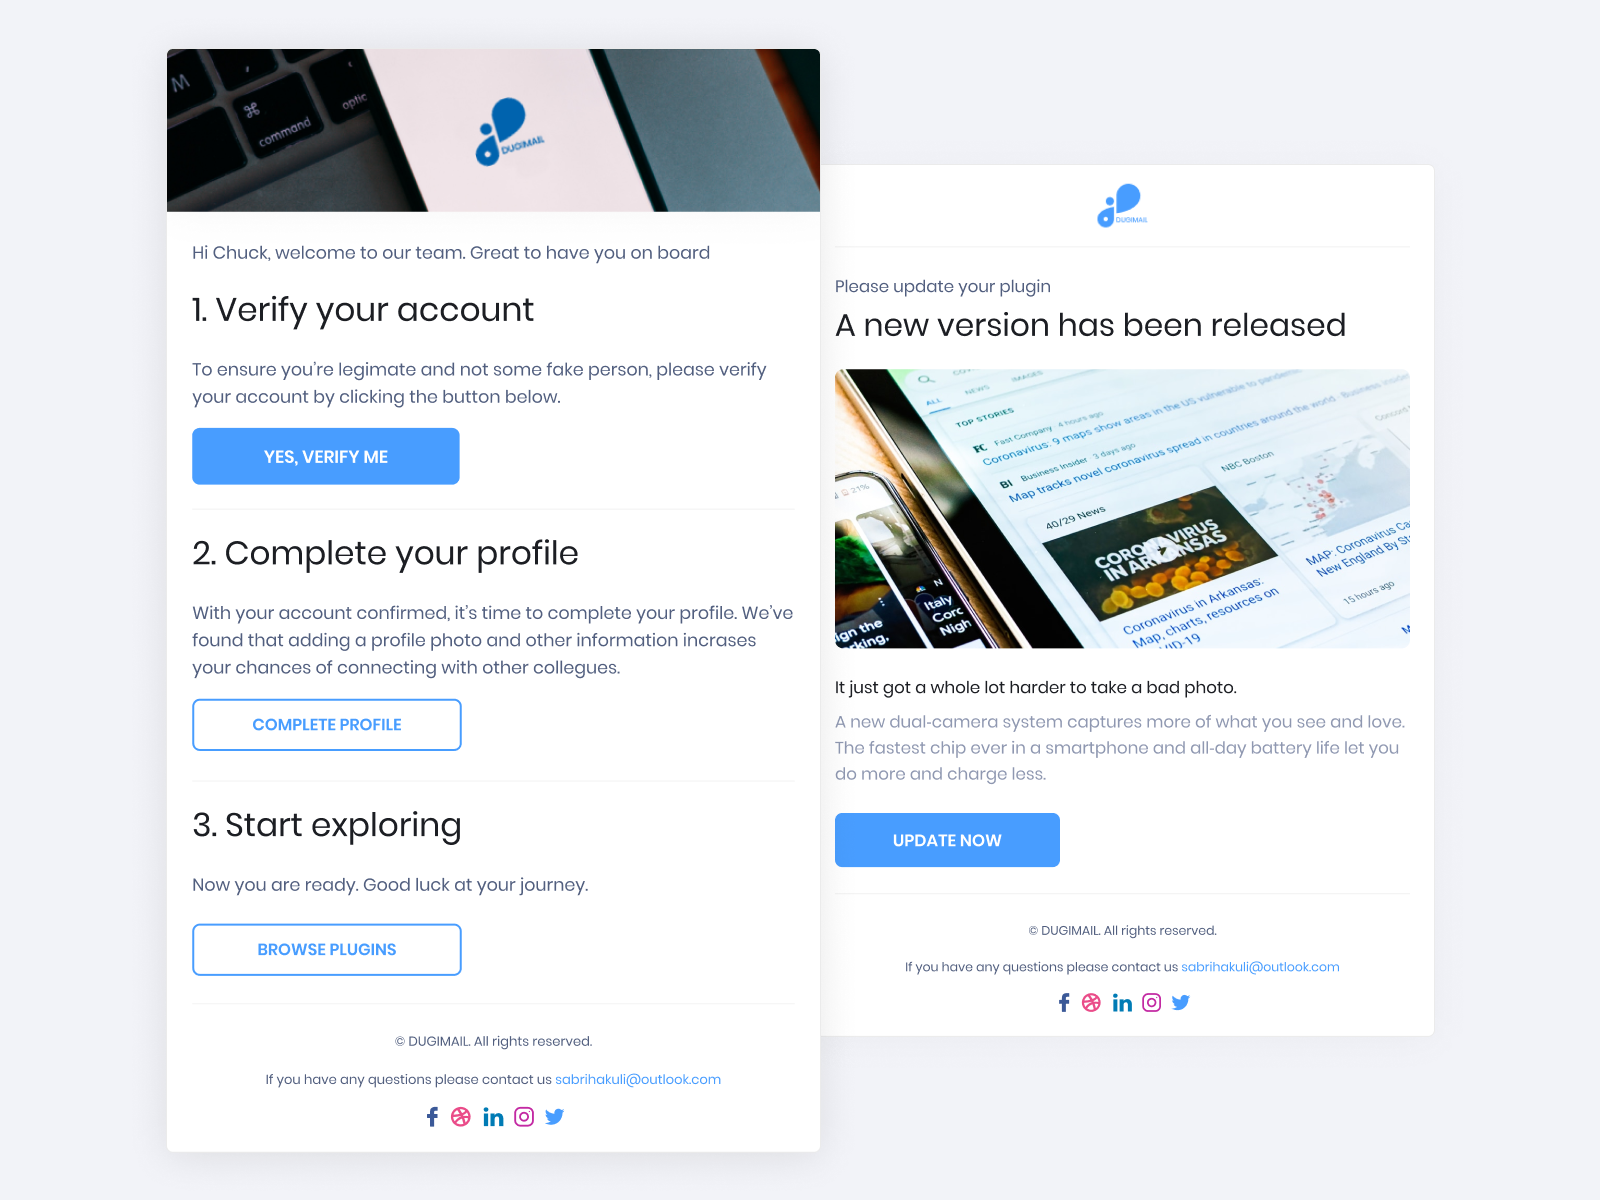 M
,
‘
⌘
command
optic
DUGIMAIL
Hi Chuck, welcome to our team. Great to have you on board
1. Verify your account
To ensure you’re legimate and not some fake person, please verify
your account by clicking the button below.
YES, VERIFY ME
2. Complete your profile
With your account confirmed, it’s time to complete your profile. We’ve
found that adding a profile photo and other information incrases
your chances of connecting with other collegues.
COMPLETE PROFILE
3. Start exploring
Now you are ready. Good luck at your journey.
BROWSE PLUGINS
© DUGIMAIL. All rights reserved.
If you have any questions please contact us sabrihakuli@outlook.com
DUGIMAIL
Please update your plugin
A new version has been released
ALL
NEWS
IMAGES
TOP STORIES
FC Fast Company 4 hours ago
Coronavirus: 9 maps show areas in the US vulnerable to pandemic
BI Business Insider 3 days ago
Map tracks novel coronavirus spread in countries around the world - Business Insider
40/29 News
CORONAVIRUS
IN ARKANSAS
Coronavirus in Arkansas:
Map, charts, resources on
VID-19
NBC Boston
MAP: Coronavirus Ca
New England By St
15 hours ago
21%
N
Italy
Corc
Nigh
ign the
rking,
It just got a whole lot harder to take a bad photo.
A new dual-camera system captures more of what you see and love.
The fastest chip ever in a smartphone and all-day battery life let you
do more and charge less.
UPDATE NOW
© DUGIMAIL. All rights reserved.
If you have any questions please contact us sabrihakuli@outlook.com